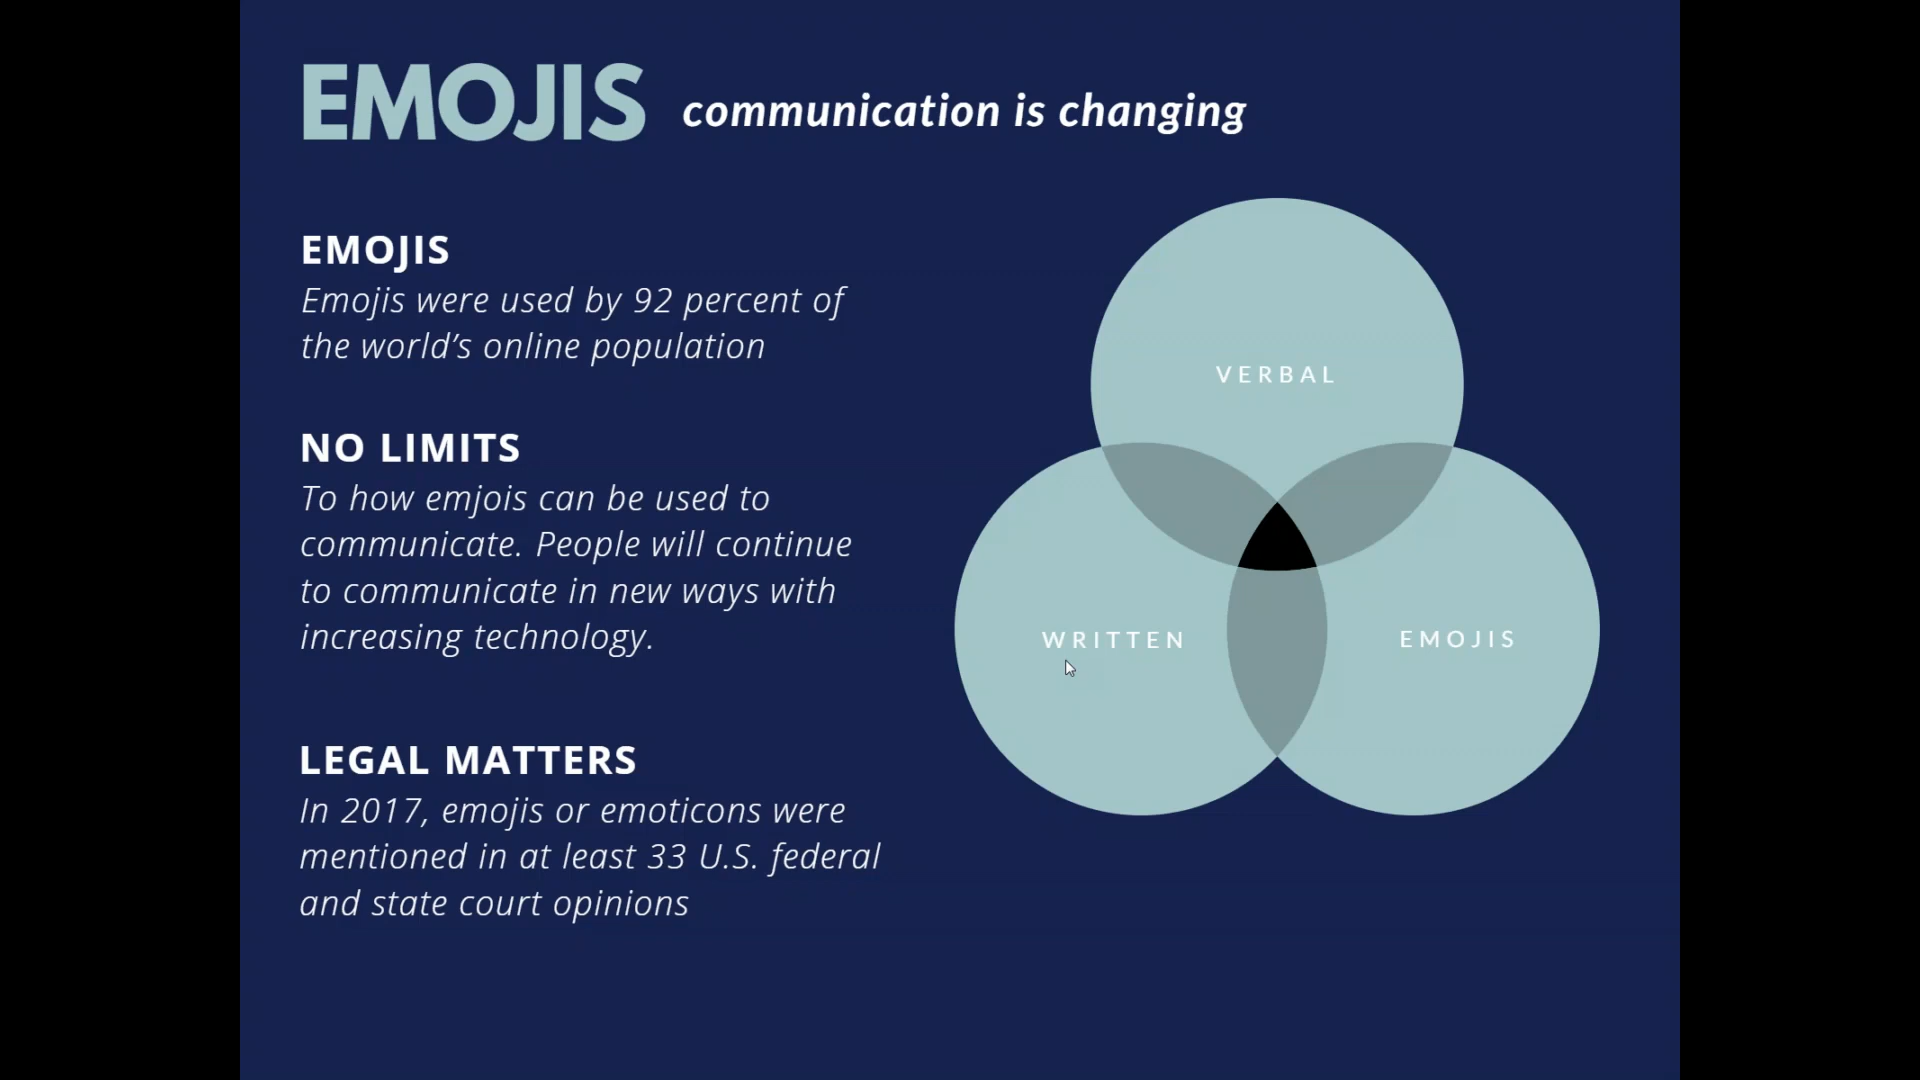 EMOJIS communication is changing
EMOJIS
Emojis were used by 92 percent of
the world’s online population
NO LIMITS
To how emjois can be used to
communicate. People will continue
to communicate in new ways with
increasing technology.
LEGAL MATTERS
In 2017, emojis or emoticons were
mentioned in at least 33 U.S. federal
and state court opinions
VERBAL
WRITTEN
EMOJIS